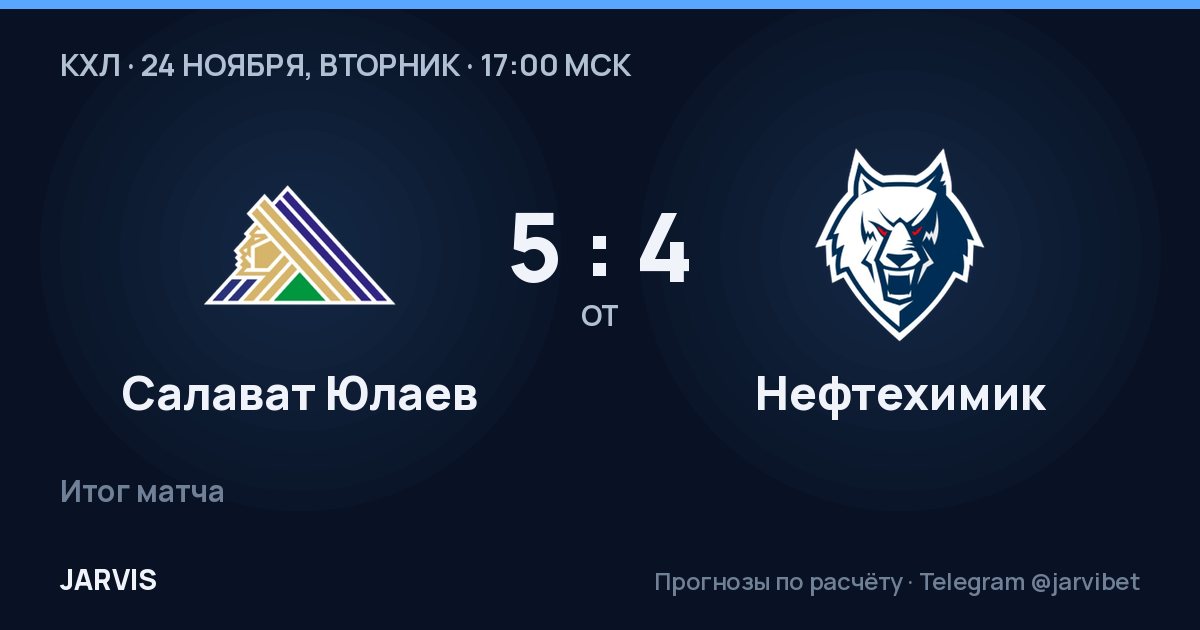 КХЛ · 24 НОЯБРЯ, ВТОРНИК · 17:00 МСК
5 : 4
ОТ
Салават Юлаев
Нефтехимик
Итог матча
JARVIS
Прогнозы по расчёту · Telegram @jarvibet